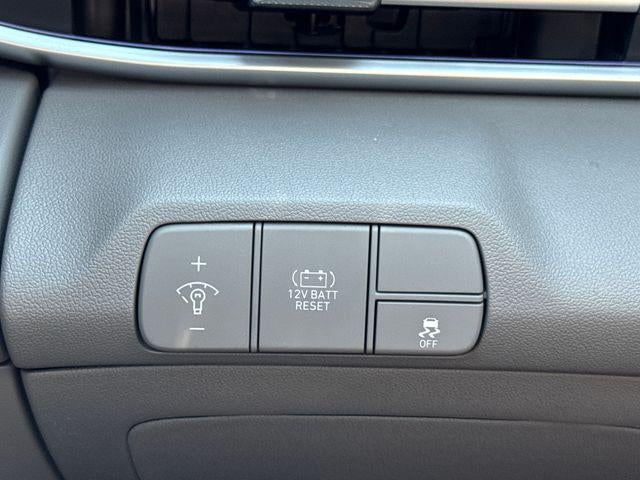 +
12V BATT
RESET
−
OFF